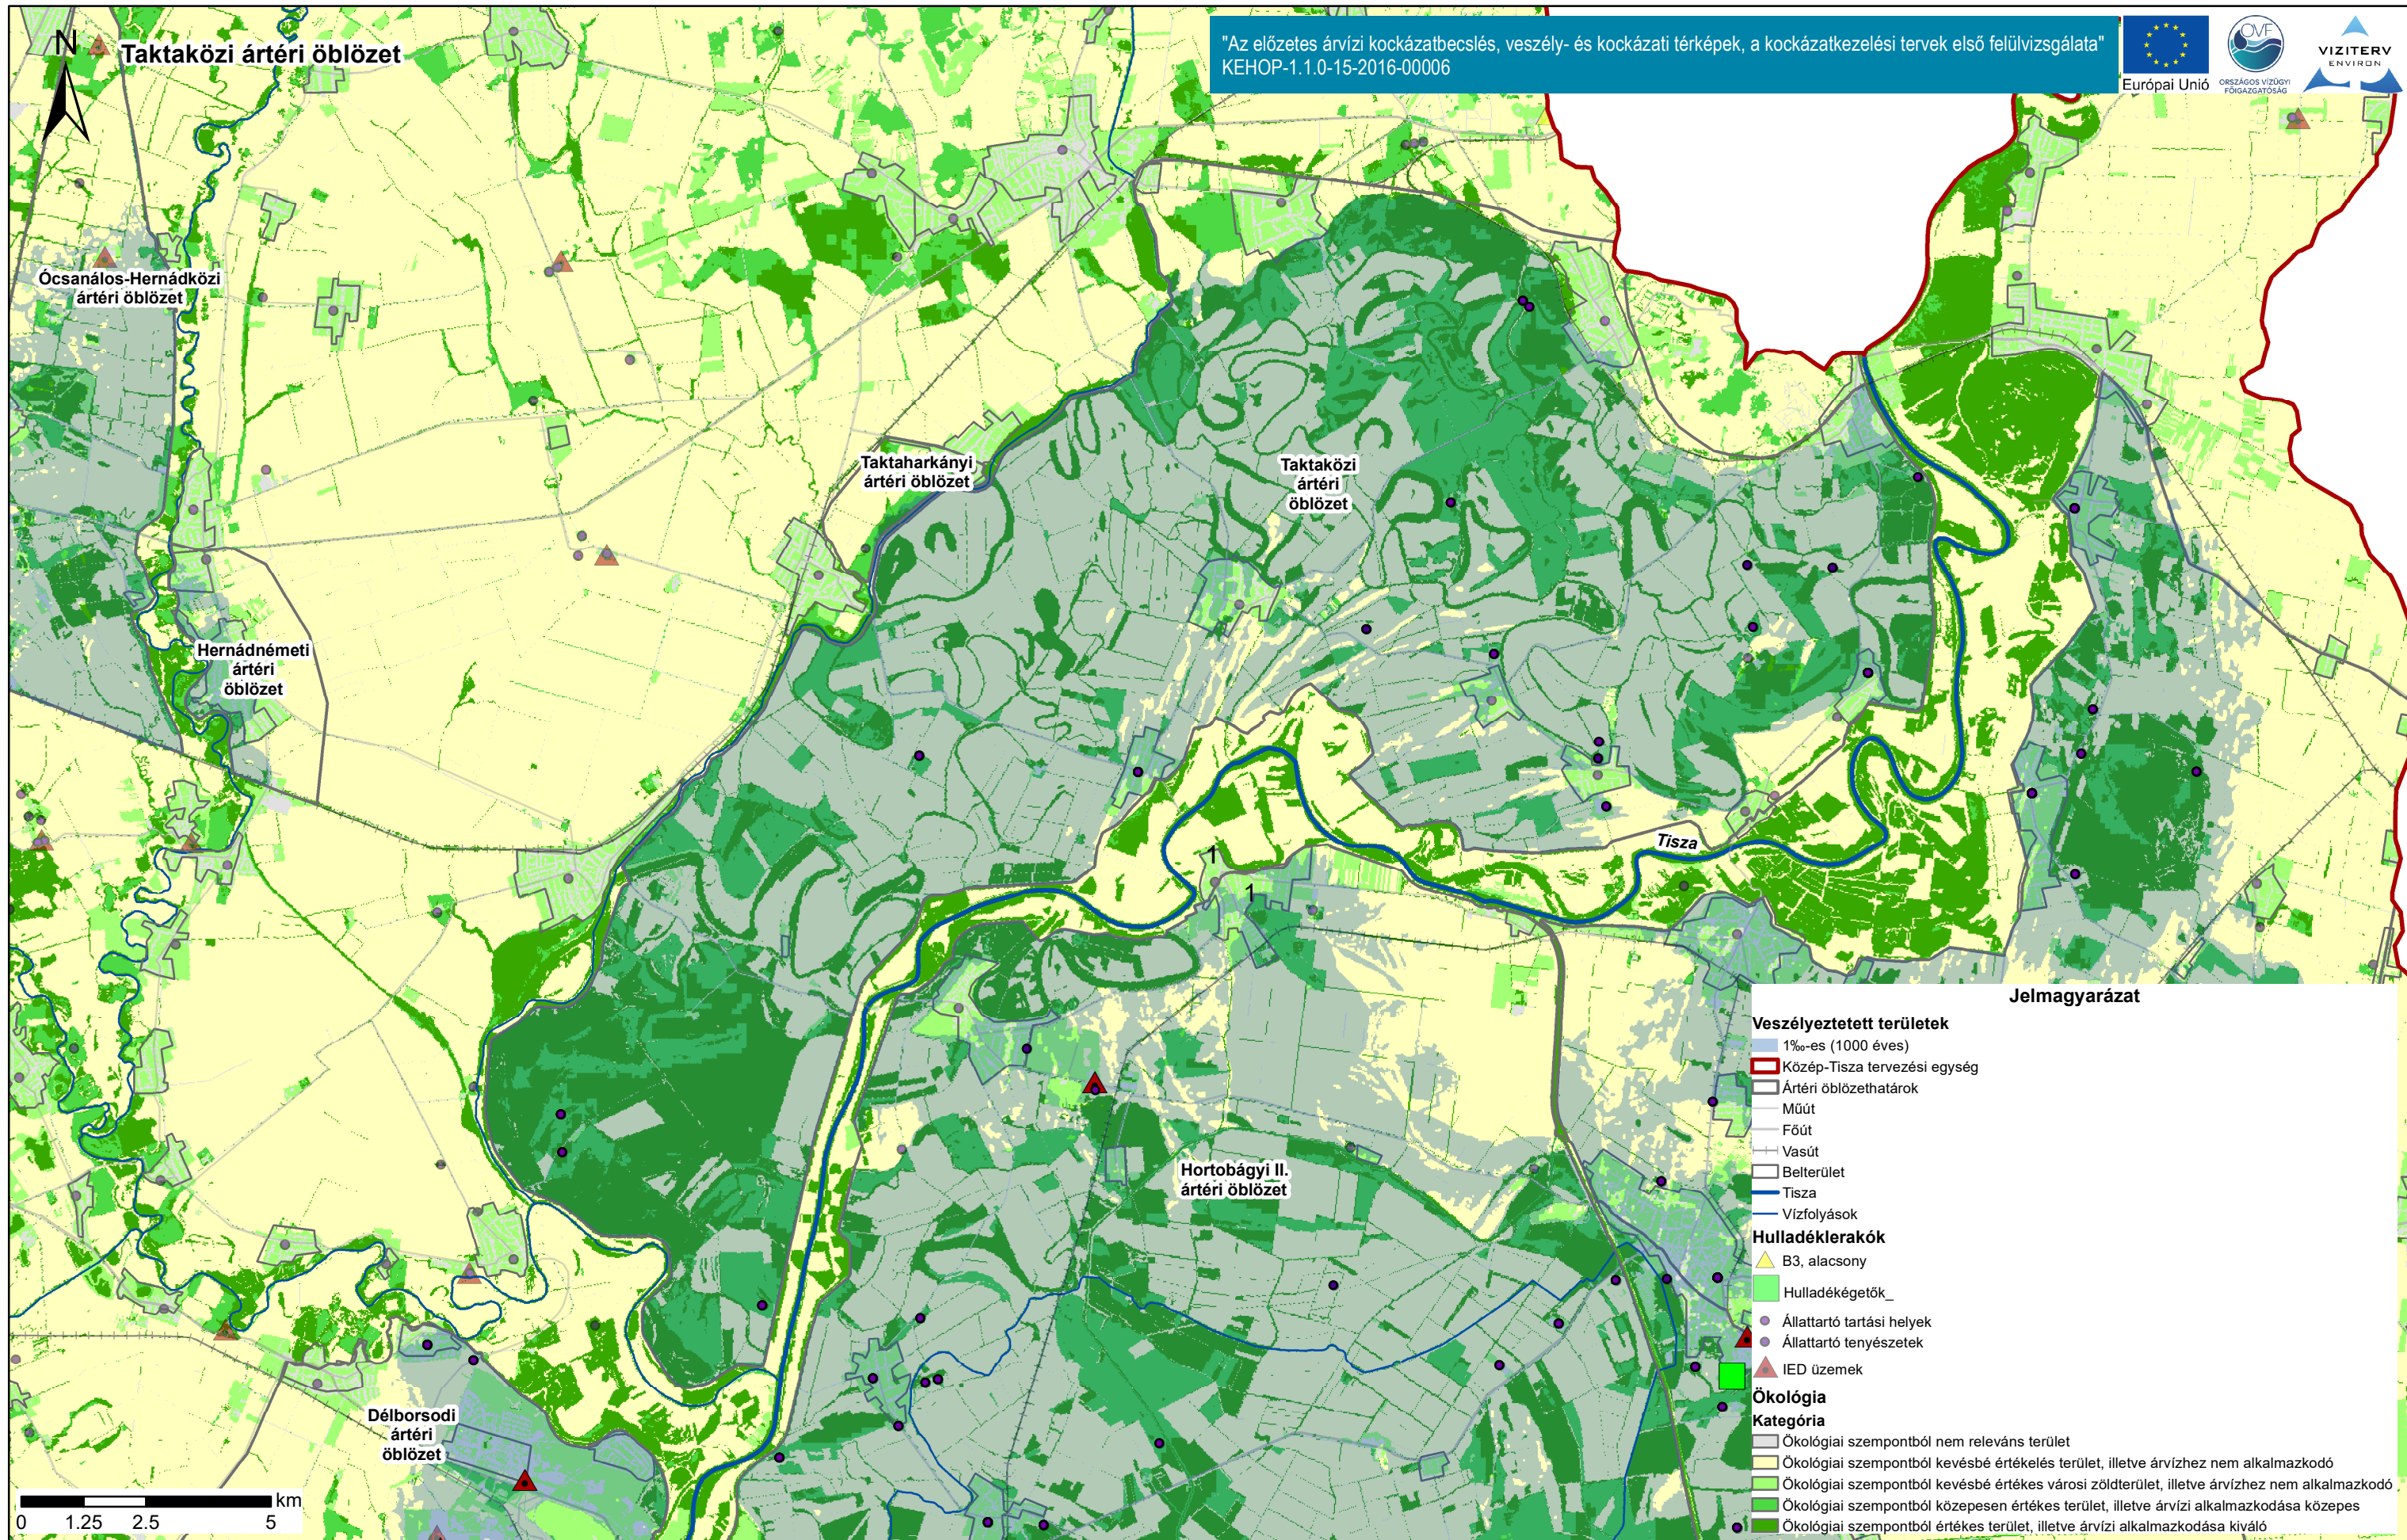 N
Taktaközi ártéri öblözet
"Az előzetes árvízi kockázatbecslés, veszély- és kockázati térképek, a kockázatkezelési tervek első felülvizsgálata"
KEHOP-1.1.0-15-2016-00006
Európai Unió
OVF
ORSZÁGOS VÍZÜGYI
FŐIGAZGATÓSÁG
VIZITERV
ENVIRON
Ócsanálos-Hernádközi
ártéri öblözet
Taktaharkányi
ártéri öblözet
Taktaközi
ártéri
öblözet
Hernádnémeti
ártéri
öblözet
Tisza
1
1
Hortobágyi II.
ártéri öblözet
Délborsodi
ártéri
öblözet
km
0 1.25 2.5 5
Jelmagyarázat
Veszélyeztetett területek
1‰-es (1000 éves)
Közép-Tisza tervezési egység
Ártéri öblözethatárok
Műút
Főút
Vasút
Belterület
Tisza
Vízfolyások
Hulladéklerakók
B3, alacsony
Hulladékégetők_
Állattartó tartási helyek
Állattartó tenyészetek
IED üzemek
Ökológia
Kategória
Ökológiai szempontból nem releváns terület
Ökológiai szempontból kevésbé értékelés terület, illetve árvízhez nem alkalmazkodó
Ökológiai szempontból kevésbé értékes városi zöldterület, illetve árvízhez nem alkalmazkodó
Ökológiai szempontból közepesen értékes terület, illetve árvízi alkalmazkodása közepes
Ökológiai szempontból értékes terület, illetve árvízi alkalmazkodása kiváló